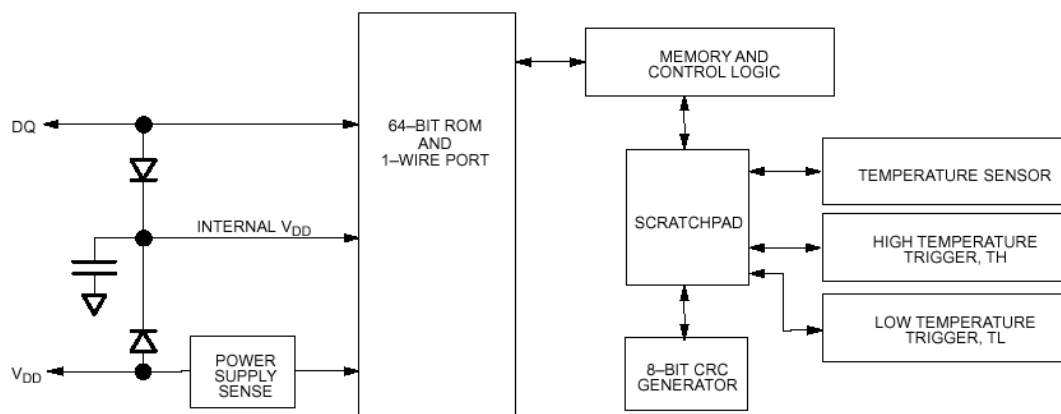 DQ
INTERNAL VDD
VDD
POWER
SUPPLY
SENSE
64–BIT ROM
AND
1–WIRE PORT
MEMORY AND
CONTROL LOGIC
SCRATCHPAD
8–BIT CRC
GENERATOR
TEMPERATURE SENSOR
HIGH TEMPERATURE
TRIGGER, TH
LOW TEMPERATURE
TRIGGER, TL